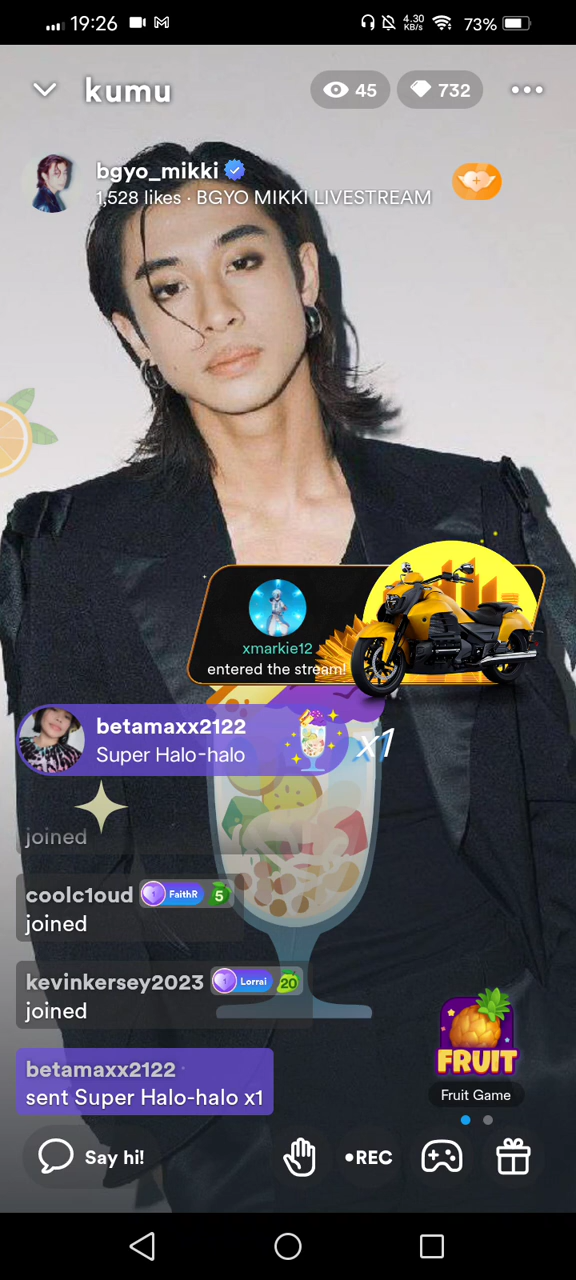 19:26
4.30
KB/s
73%
kumu
45
732
bgyo_mikki
1,528 likes · BGYO MIKKI LIVESTREAM
xmarkie12
entered the stream!
betamaxx2122
Super Halo-halo
x1
joined
coolc1oud 1 FaithR 5
joined
kevinkersey2023 1 Lorrai 20
joined
betamaxx2122
sent Super Halo-halo x1
FRUIT
Fruit Game
Say hi!
•REC